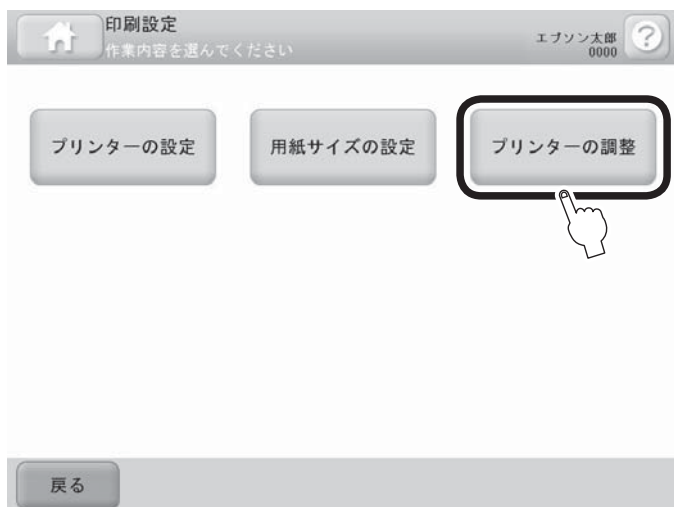 印刷設定
作業内容を選んでください
エプソン太郎
0000
?
プリンターの設定
用紙サイズの設定
プリンターの調整
戻る